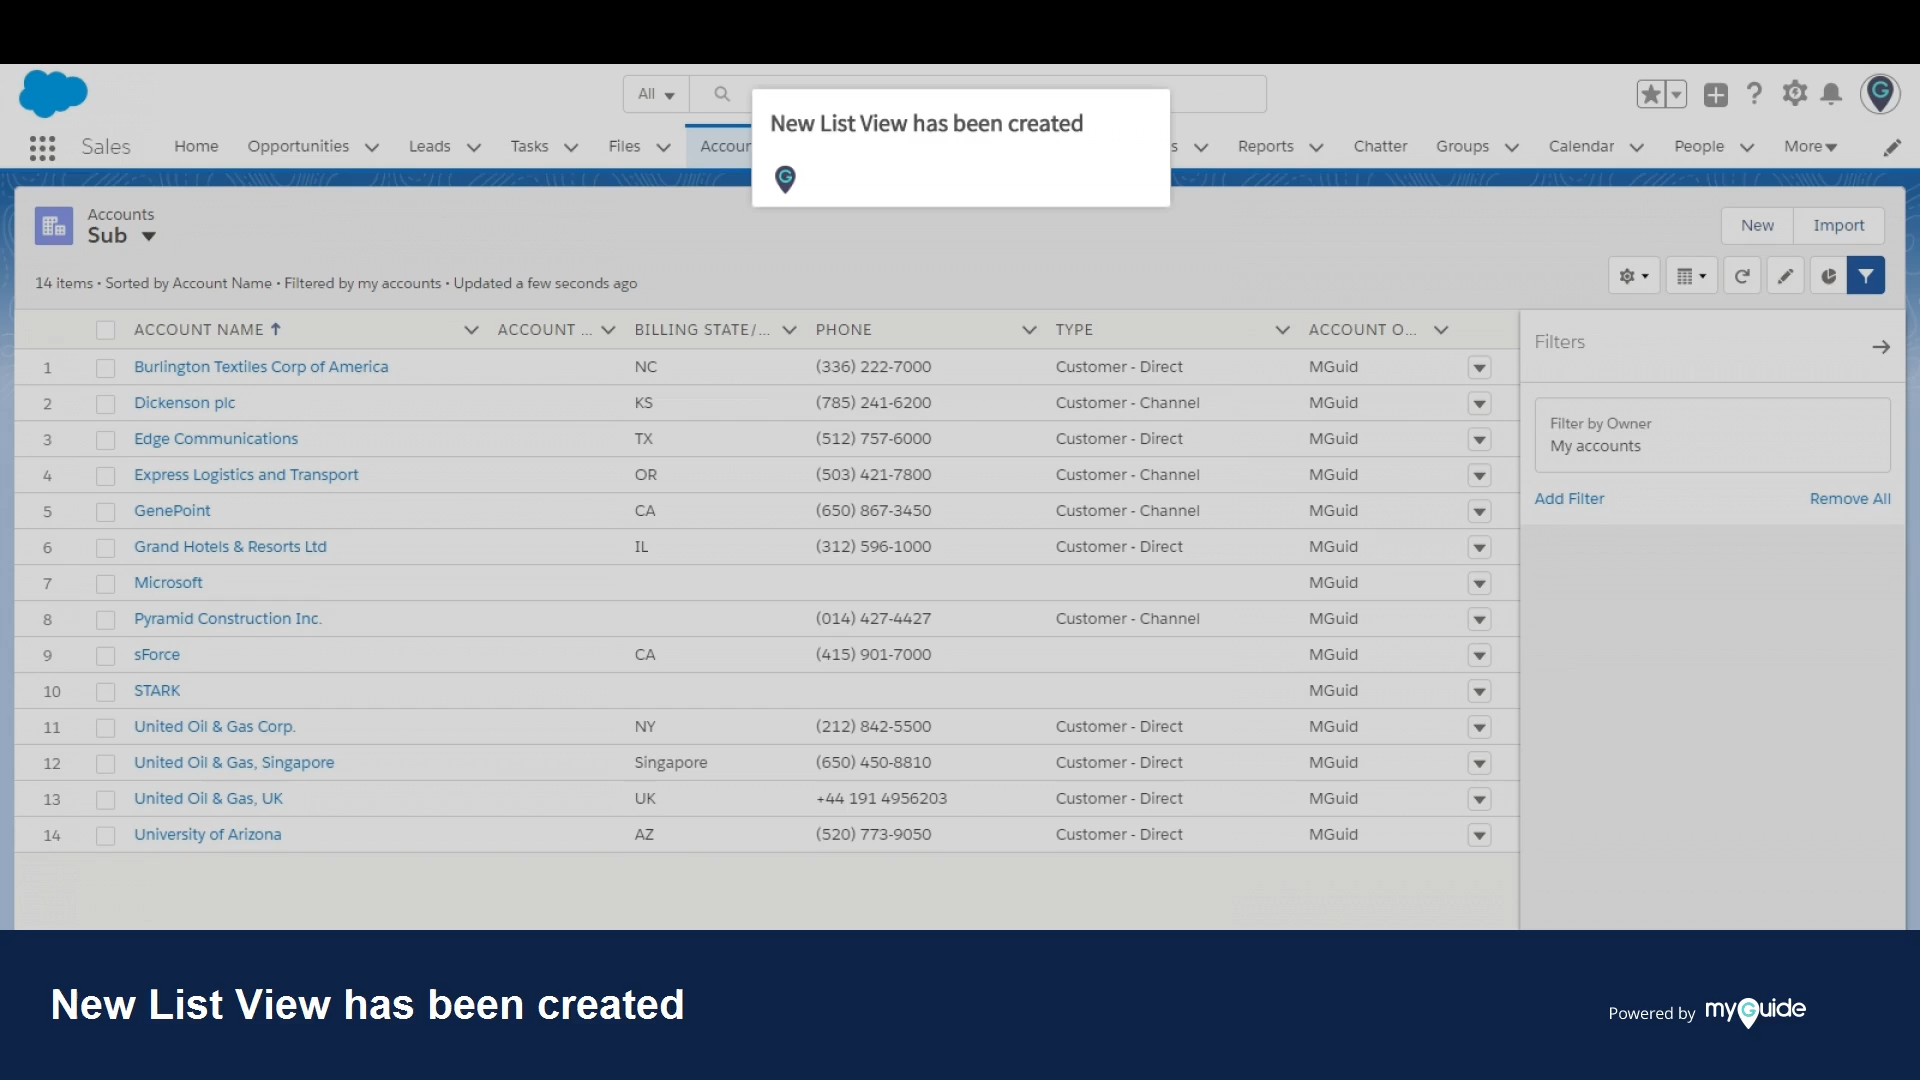 All
New List View has been created
Sales Home Opportunities Leads Tasks Files Accoun s Reports Chatter Groups Calendar People More
Accounts
Sub
New Import
14 items • Sorted by Account Name • Filtered by my accounts • Updated a few seconds ago
ACCOUNT NAME ACCOUNT ... BILLING STATE/... PHONE TYPE ACCOUNT O...
1 Burlington Textiles Corp of America NC (336) 222-7000 Customer - Direct MGuid
2 Dickenson plc KS (785) 241-6200 Customer - Channel MGuid
3 Edge Communications TX (512) 757-6000 Customer - Direct MGuid
4 Express Logistics and Transport OR (503) 421-7800 Customer - Channel MGuid
5 GenePoint CA (650) 867-3450 Customer - Channel MGuid
6 Grand Hotels & Resorts Ltd IL (312) 596-1000 Customer - Direct MGuid
7 Microsoft MGuid
8 Pyramid Construction Inc. (014) 427-4427 Customer - Channel MGuid
9 sForce CA (415) 901-7000 MGuid
10 STARK MGuid
11 United Oil & Gas Corp. NY (212) 842-5500 Customer - Direct MGuid
12 United Oil & Gas, Singapore Singapore (650) 450-8810 Customer - Direct MGuid
13 United Oil & Gas, UK UK +44 191 4956203 Customer - Direct MGuid
14 University of Arizona AZ (520) 773-9050 Customer - Direct MGuid
Filters
Filter by Owner
My accounts
Add Filter Remove All
New List View has been created
Powered by myGuide